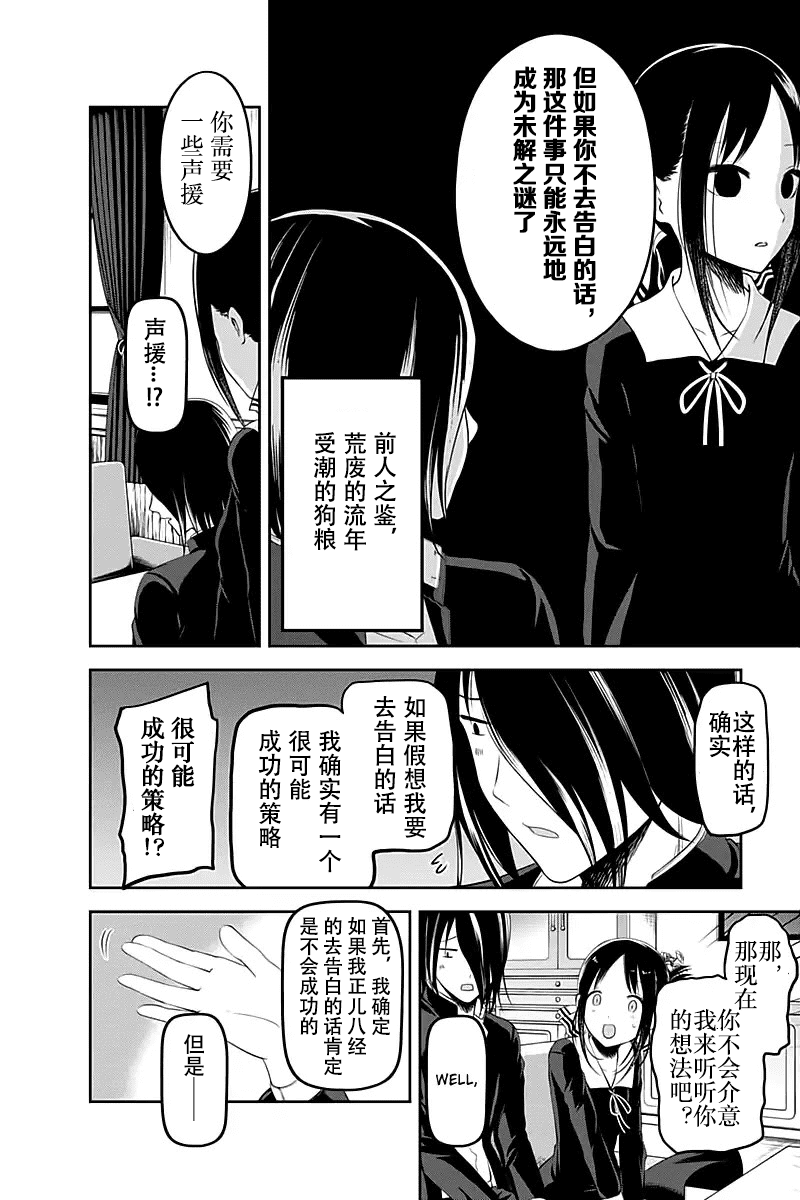 但如果你不去告白的话，
那这件事只能永远地
成为未解之谜了
前人之鉴，
荒废的流年
受潮的狗粮
你需要
一些声援
声援…!?
这样的话，
确实
如果假想我要
去告白的话
我确实有一个
很可能
成功的策略
很可能
成功的策略!?
那，
那现在
你不会介意
我来听听你
的想法吧?
WELL,
首先，我确定
如果我正儿八经
的去告白的话肯定
是不会成功的
但是——